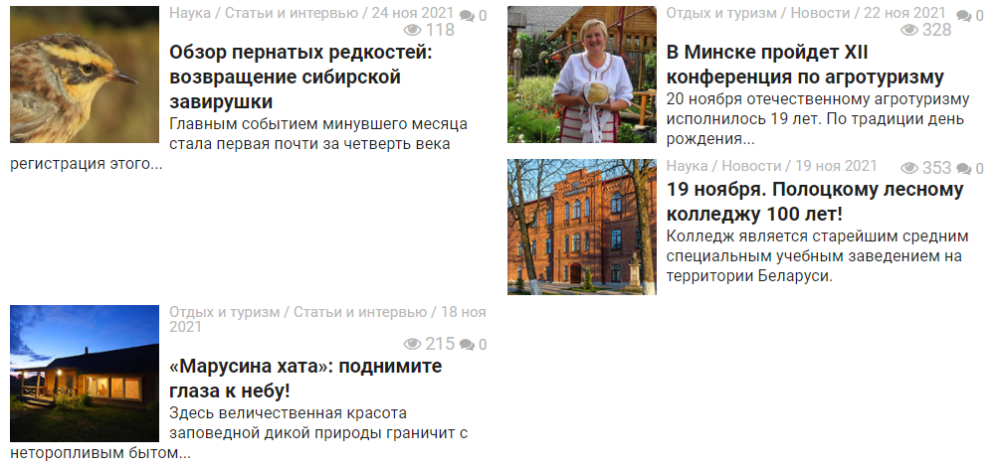 Наука / Статьи и интервью / 24 ноя 2021 0
118
Обзор пернатых редкостей:
возвращение сибирской
завирушки
Главным событием минувшего месяца
стала первая почти за четверть века
регистрация этого...
Отдых и туризм / Новости / 22 ноя 2021 0
328
В Минске пройдет XII
конференция по агротуризму
20 ноября отечественному агротуризму
исполнилось 19 лет. По традиции день
рождения...
Наука / Новости / 19 ноя 2021 353 0
19 ноября. Полоцкому лесному
колледжу 100 лет!
Колледж является старейшим средним
специальным учебным заведением на
территории Беларуси.
Отдых и туризм / Статьи и интервью / 18 ноя
2021
215 0
«Марусина хата»: поднимите
глаза к небу!
Здесь величественная красота
заповедной дикой природы граничит с
неторопливым бытом...